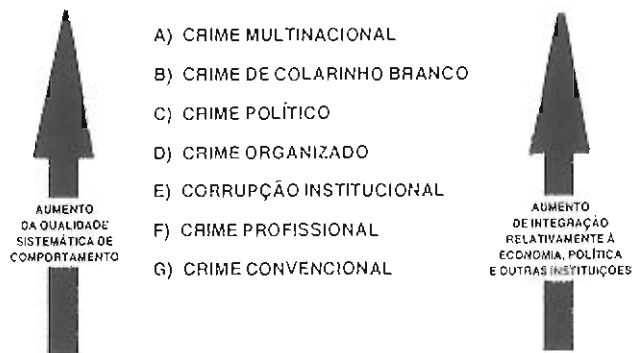 A) CRIME MULTINACIONAL
B) CRIME DE COLARINHO BRANCO
C) CRIME POLÍTICO
D) CRIME ORGANIZADO
E) CORRUPÇÃO INSTITUCIONAL
F) CRIME PROFISSIONAL
G) CRIME CONVENCIONAL
AUMENTO
DA QUALIDADE
SISTEMÁTICA DE
COMPORTAMENTO
AUMENTO
DE INTEGRAÇÃO
RELATIVAMENTE À
ECONOMIA, POLÍTICA
E OUTRAS INSTITUIÇÕES